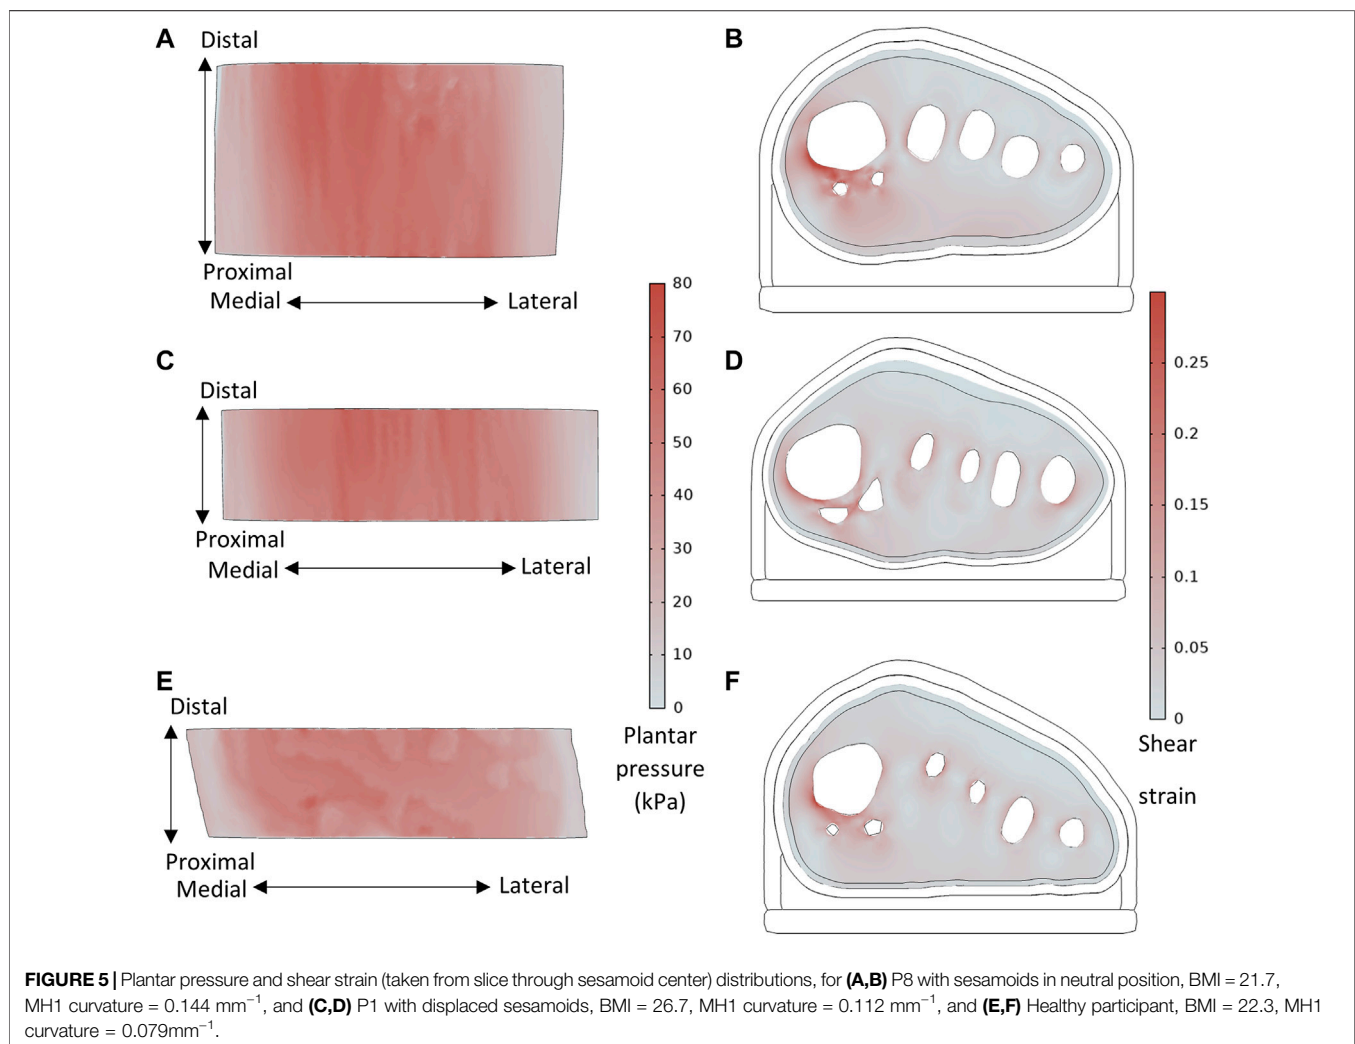 A
Distal
Proximal
Medial
Lateral
B
C
Distal
Proximal
Medial
Lateral
D
E
Distal
Proximal
Medial
Lateral
F
80
70
60
50
40
30
20
10
0
Plantar
pressure
(kPa)
0.25
0.2
0.15
0.1
0.05
0
Shear
strain
FIGURE 5 | Plantar pressure and shear strain (taken from slice through sesamoid center) distributions, for (A,B) P8 with sesamoids in neutral position, BMI = 21.7,
MH1 curvature = 0.144 mm⁻¹, and (C,D) P1 with displaced sesamoids, BMI = 26.7, MH1 curvature = 0.112 mm⁻¹, and (E,F) Healthy participant, BMI = 22.3, MH1
curvature = 0.079mm⁻¹.